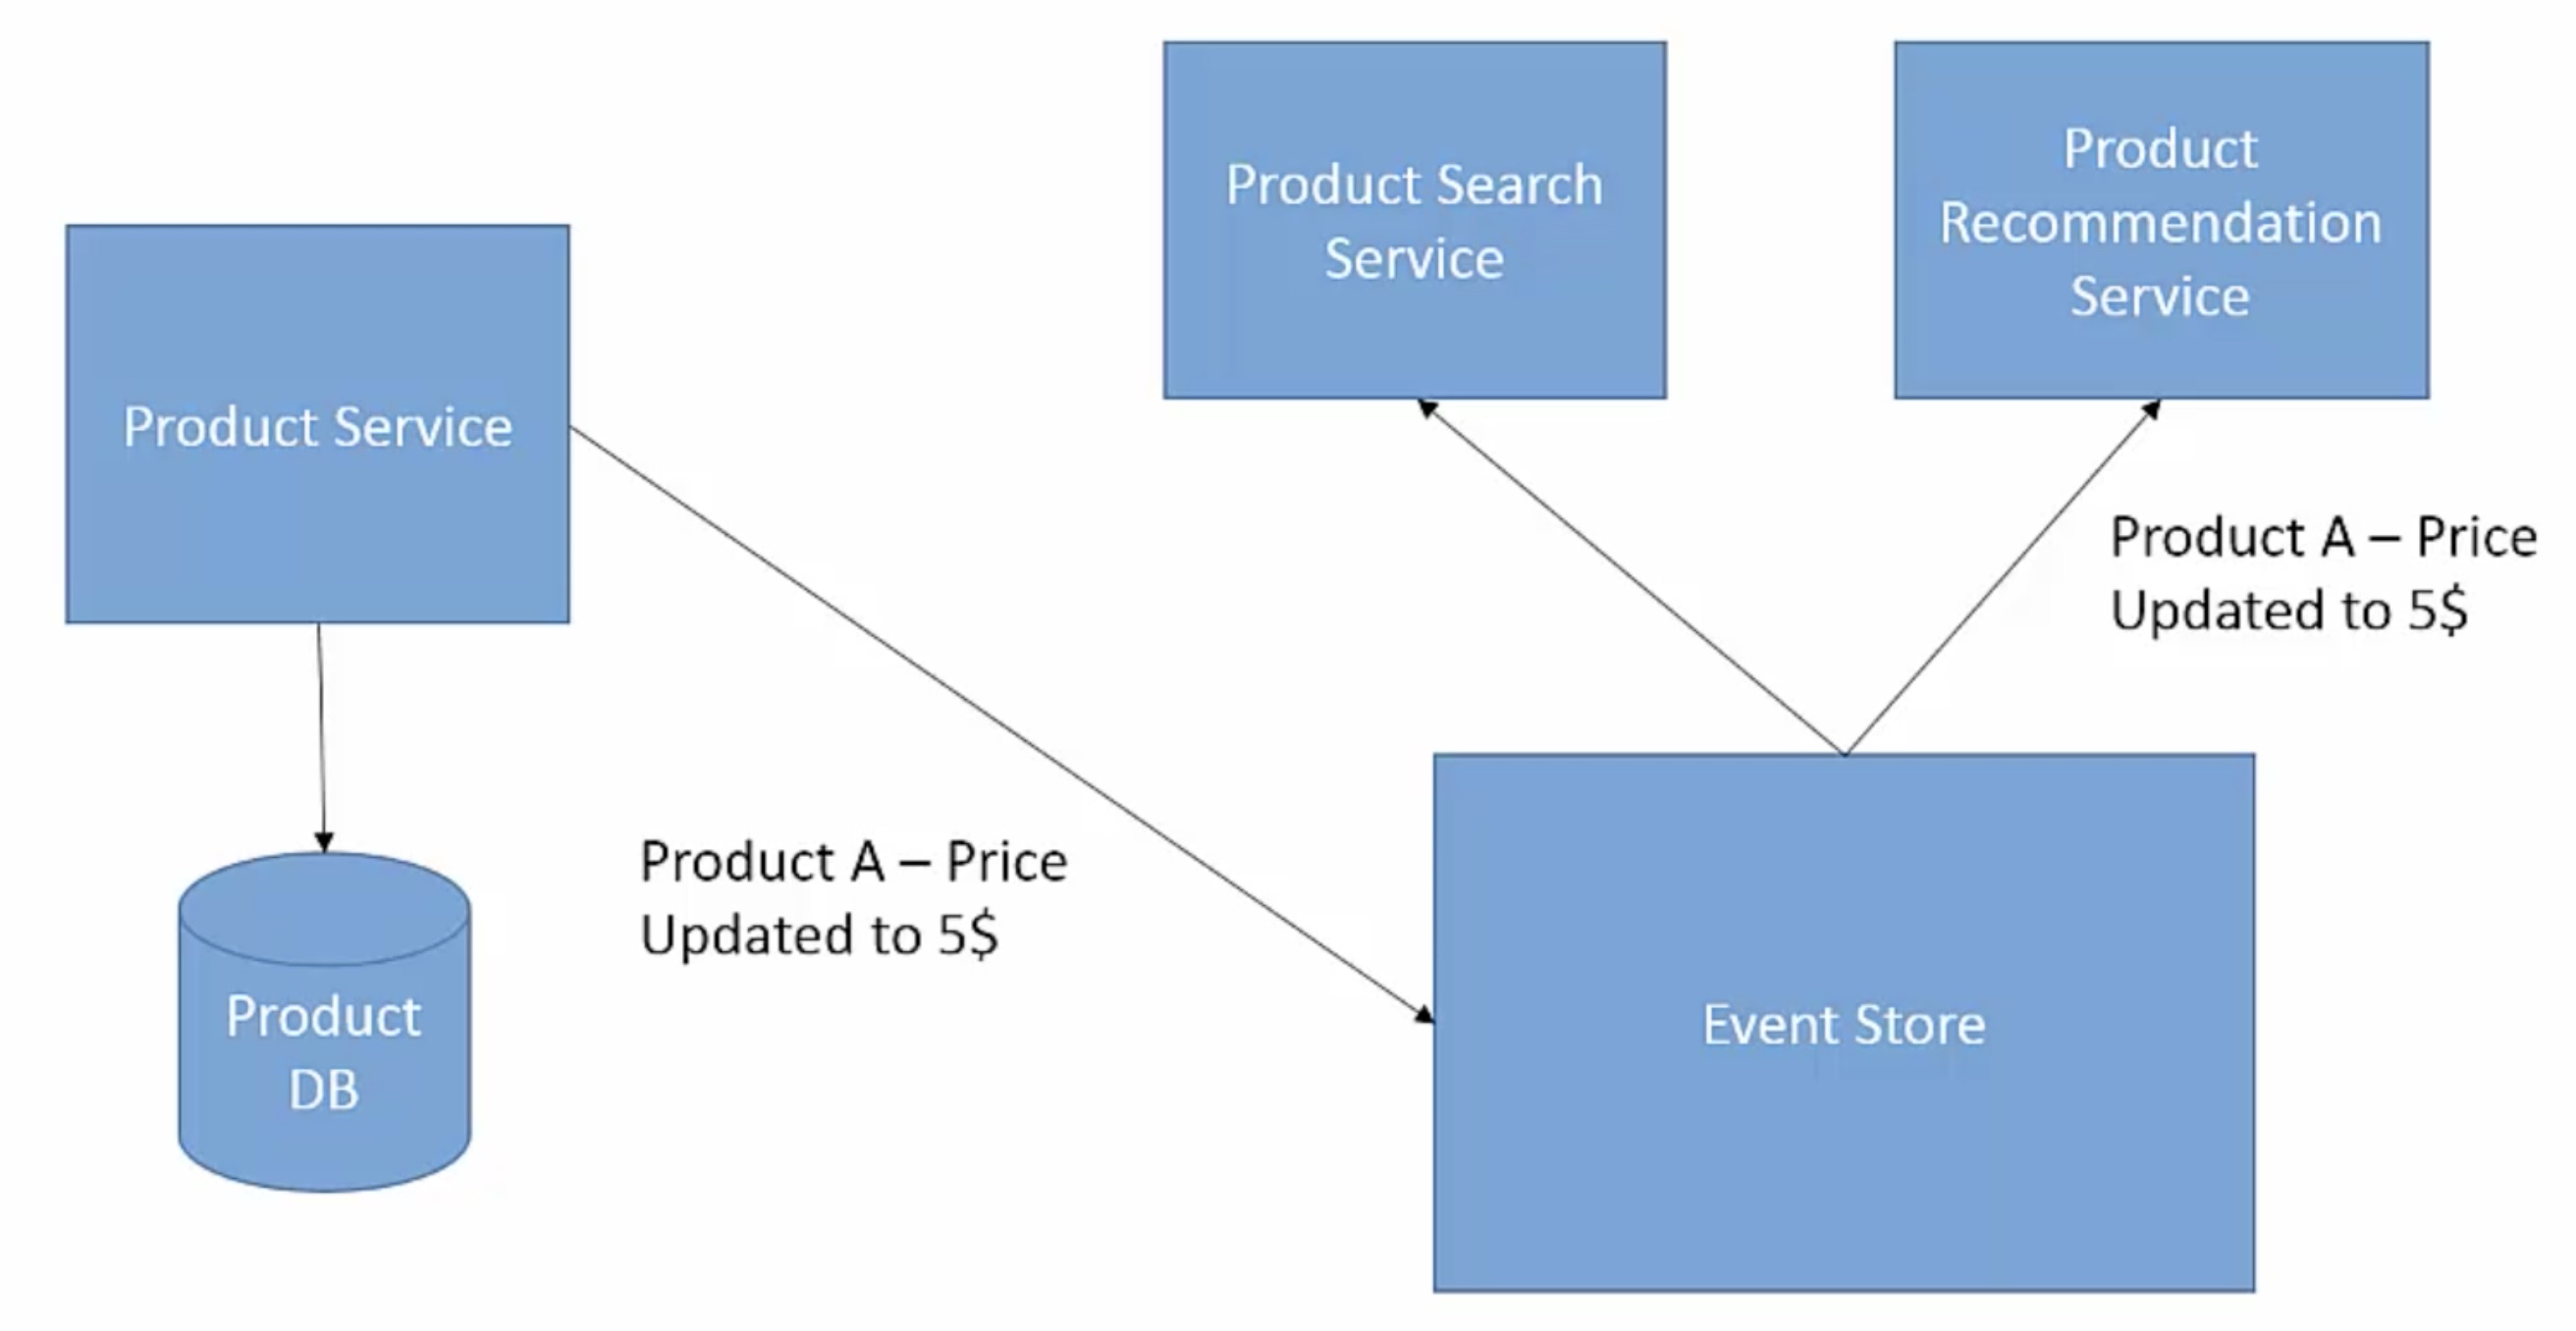 Product Service
Product
DB
Product A – Price
Updated to 5$
Product Search
Service
Product
Recommendation
Service
Product A – Price
Updated to 5$
Event Store